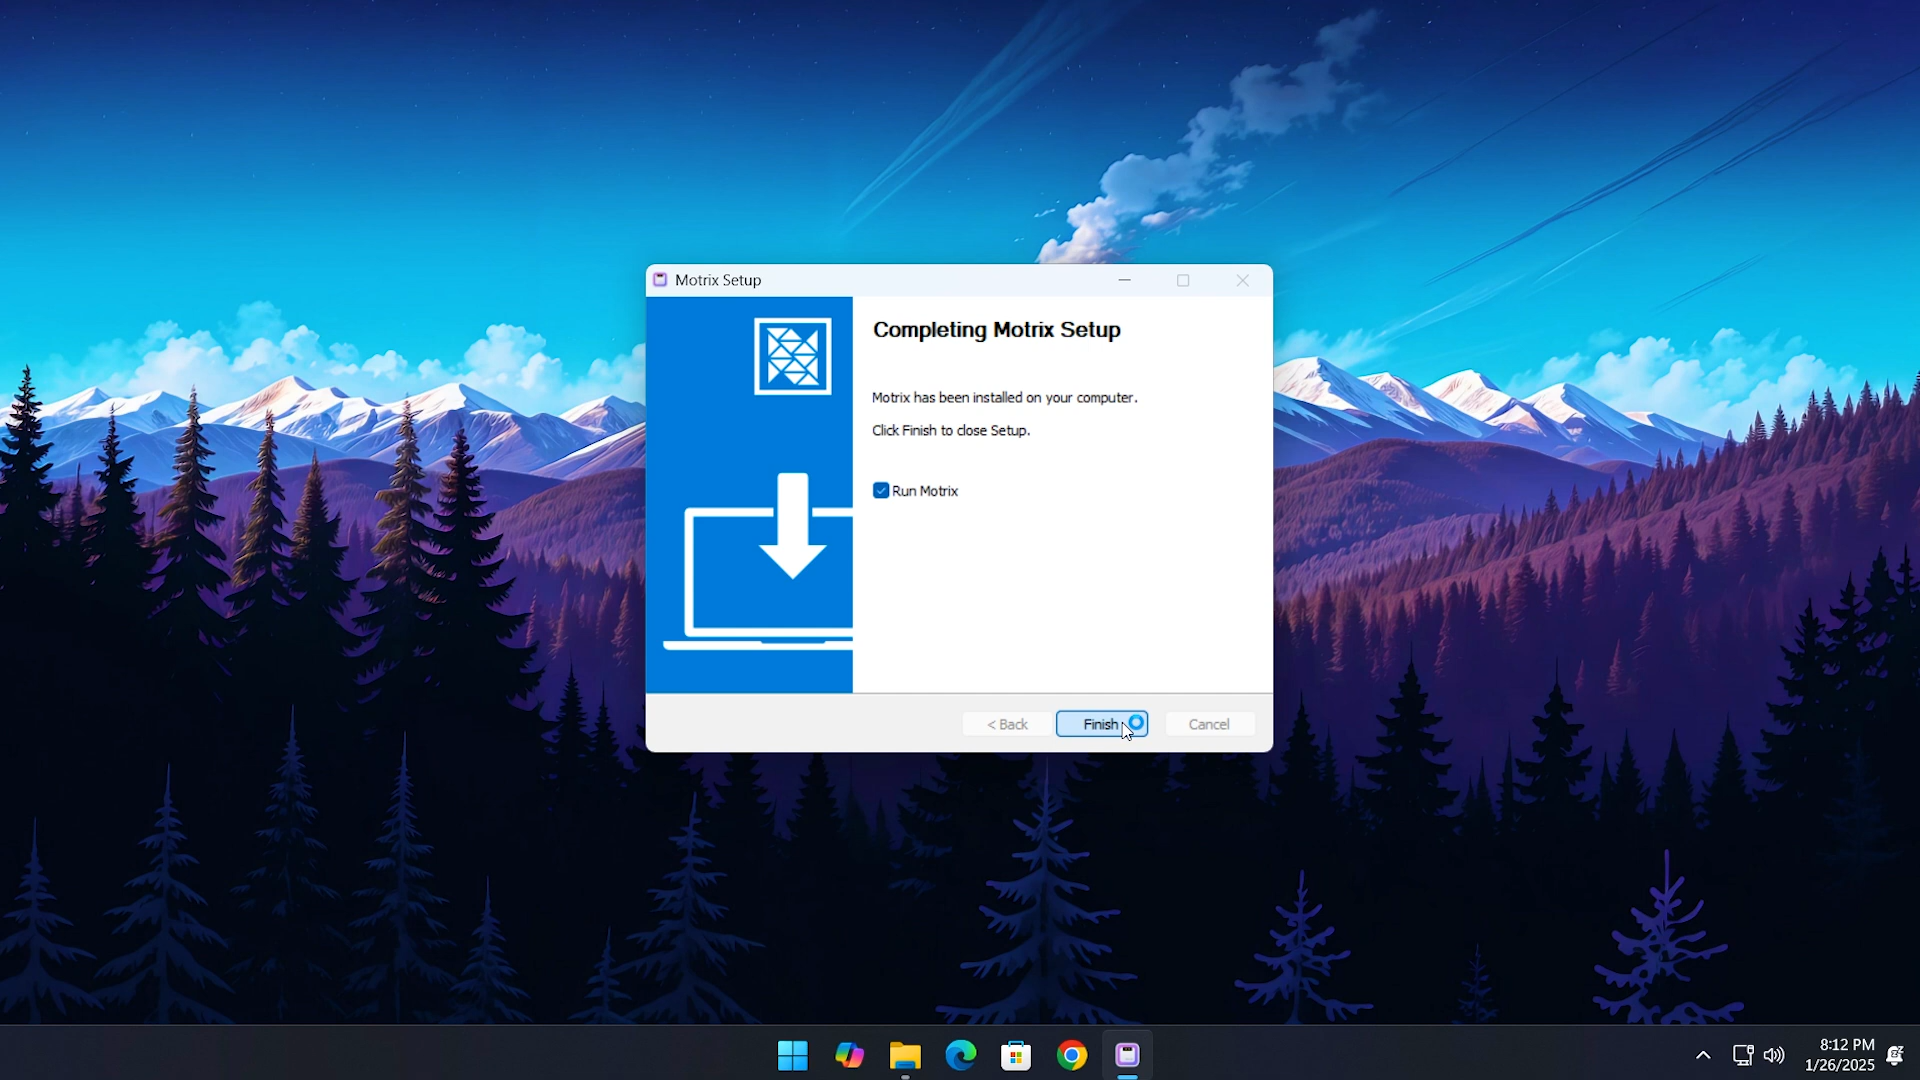 Motrix Setup
Completing Motrix Setup
Motrix has been installed on your computer.
Click Finish to close Setup.
Run Motrix
< Back
Finish
Cancel
8:12 PM
1/26/2025